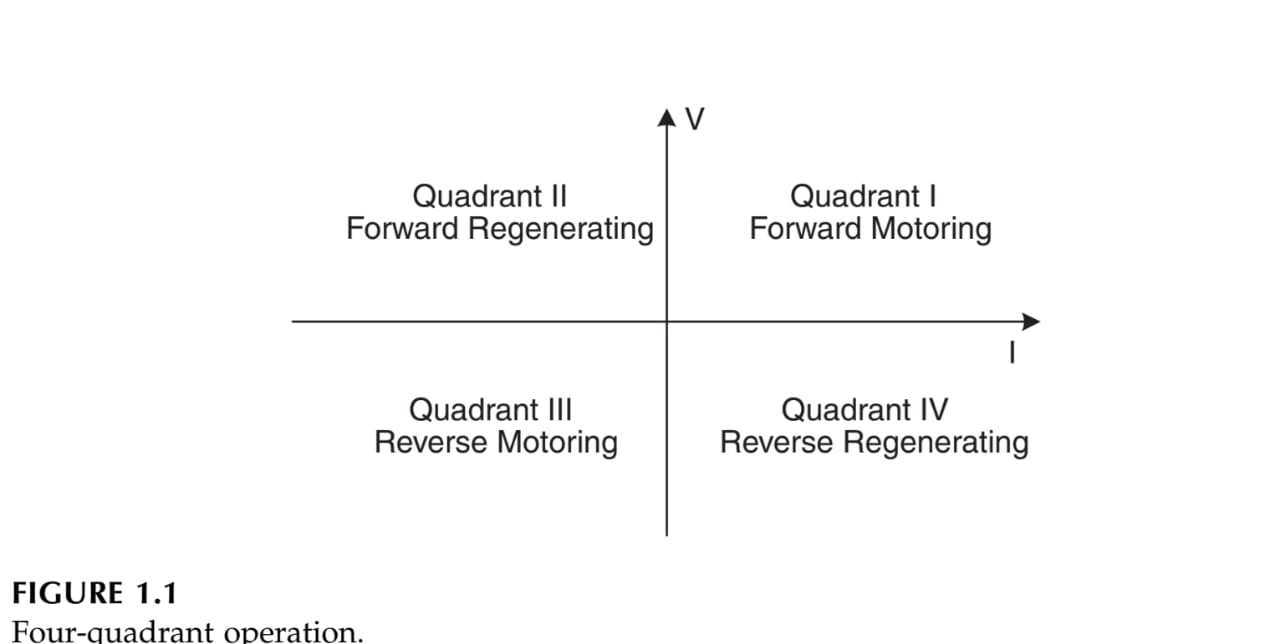 V
Quadrant II
Forward Regenerating
Quadrant I
Forward Motoring
I
Quadrant III
Reverse Motoring
Quadrant IV
Reverse Regenerating
FIGURE 1.1
Four-quadrant operation.